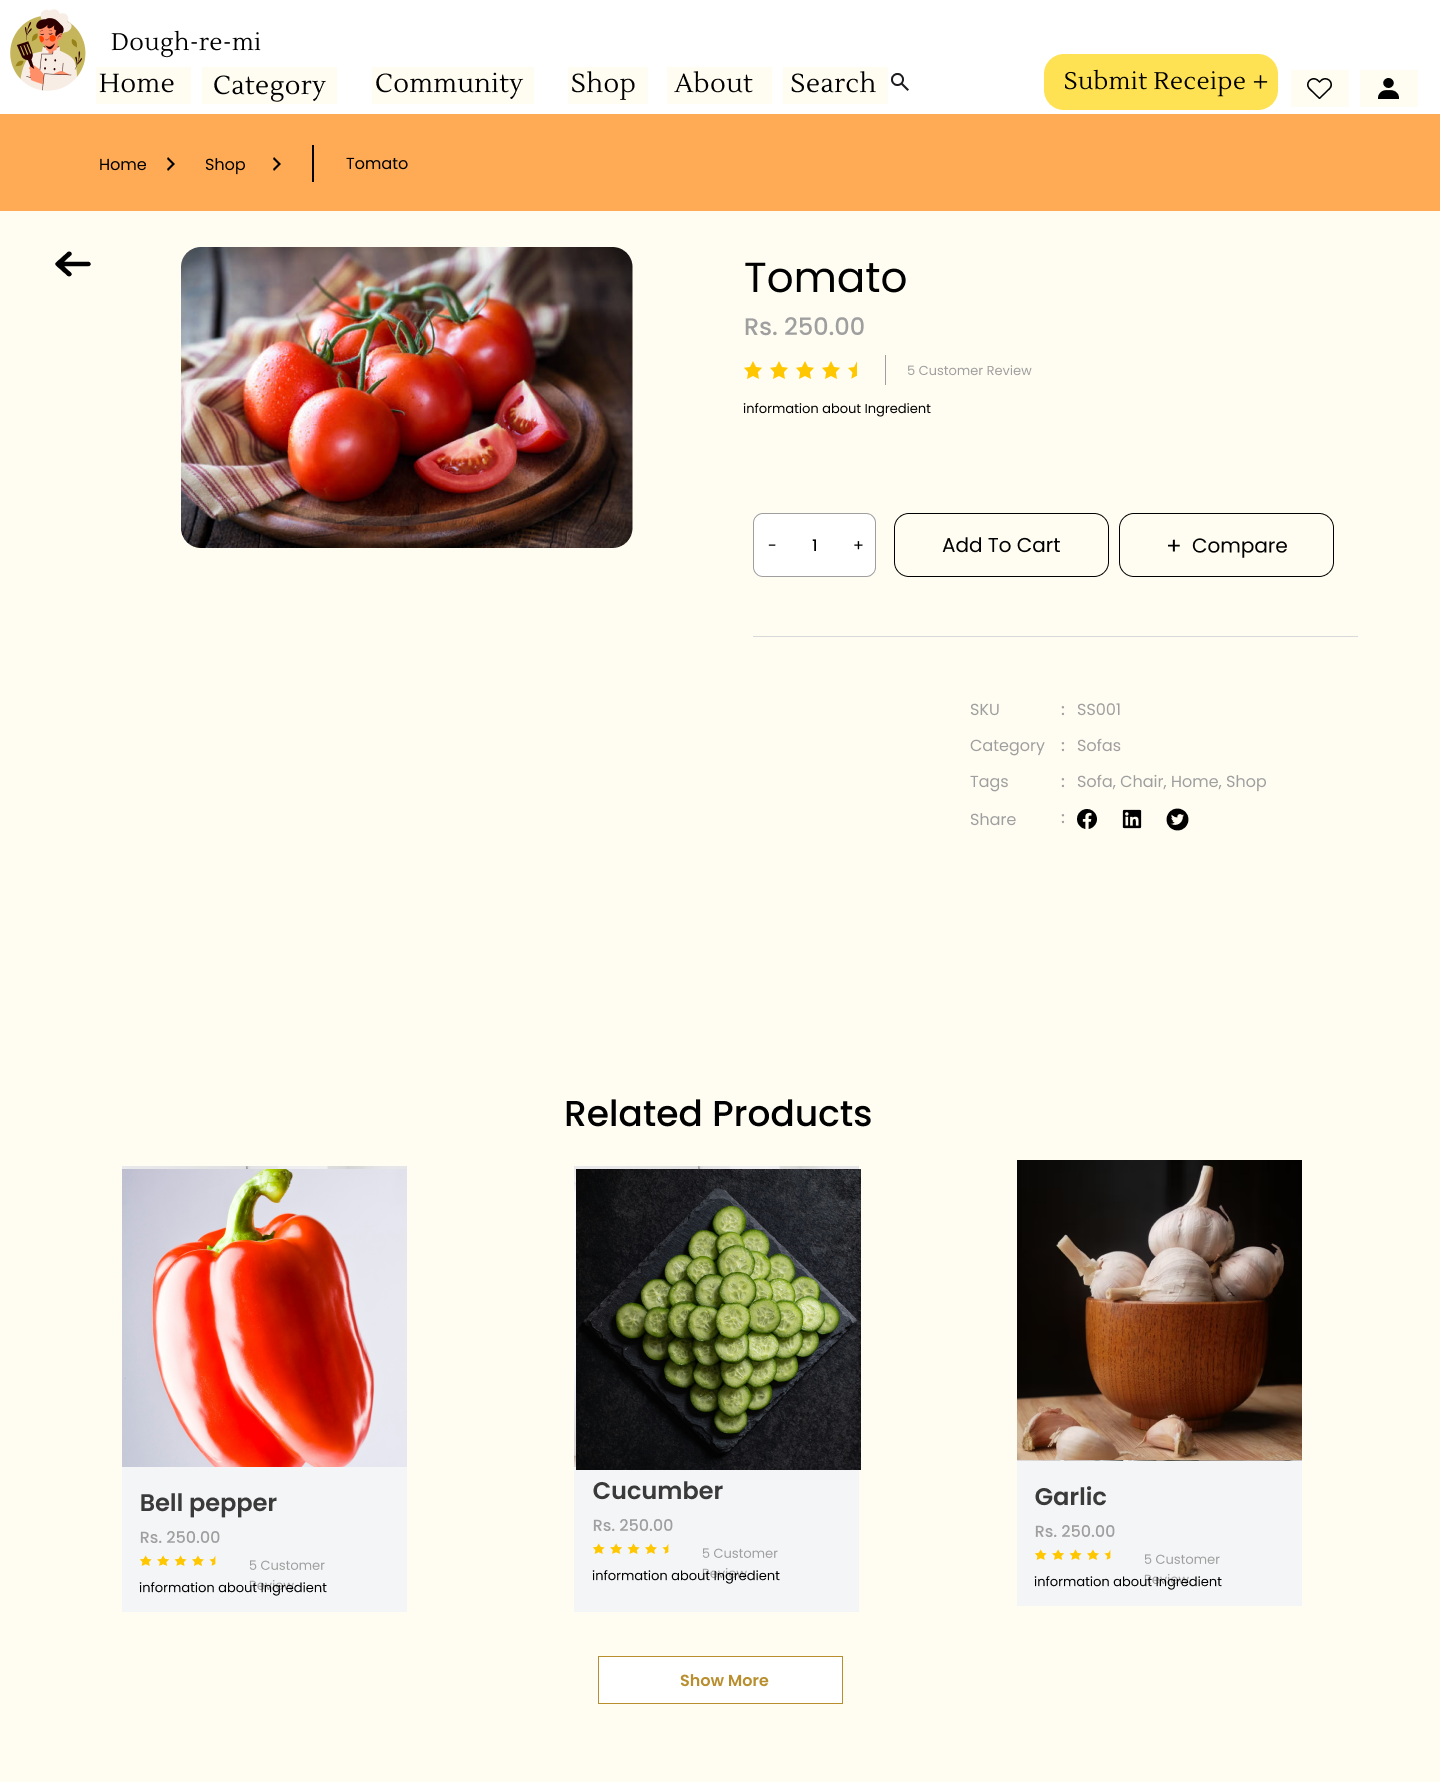 Dough-re-mi
Home Category Community Shop About Search Submit Receipe +
Home > Shop > Tomato
Tomato
Rs. 250.00
5 Customer Review
information about Ingredient
- 1 + Add To Cart + Compare
SKU : SS001
Category : Sofas
Tags : Sofa, Chair, Home, Shop
Share :
Related Products
Bell pepper
Rs. 250.00
5 Customer
Review
information about Ingredient
Cucumber
Rs. 250.00
5 Customer
Review
information about Ingredient
Garlic
Rs. 250.00
5 Customer
Review
information about Ingredient
Show More